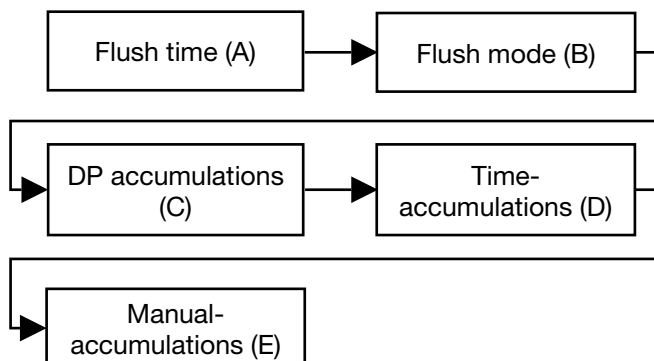 Flush time (A)
Flush mode (B)
DP accumulations
(C)
Time-
accumulations (D)
Manual-
accumulations (E)